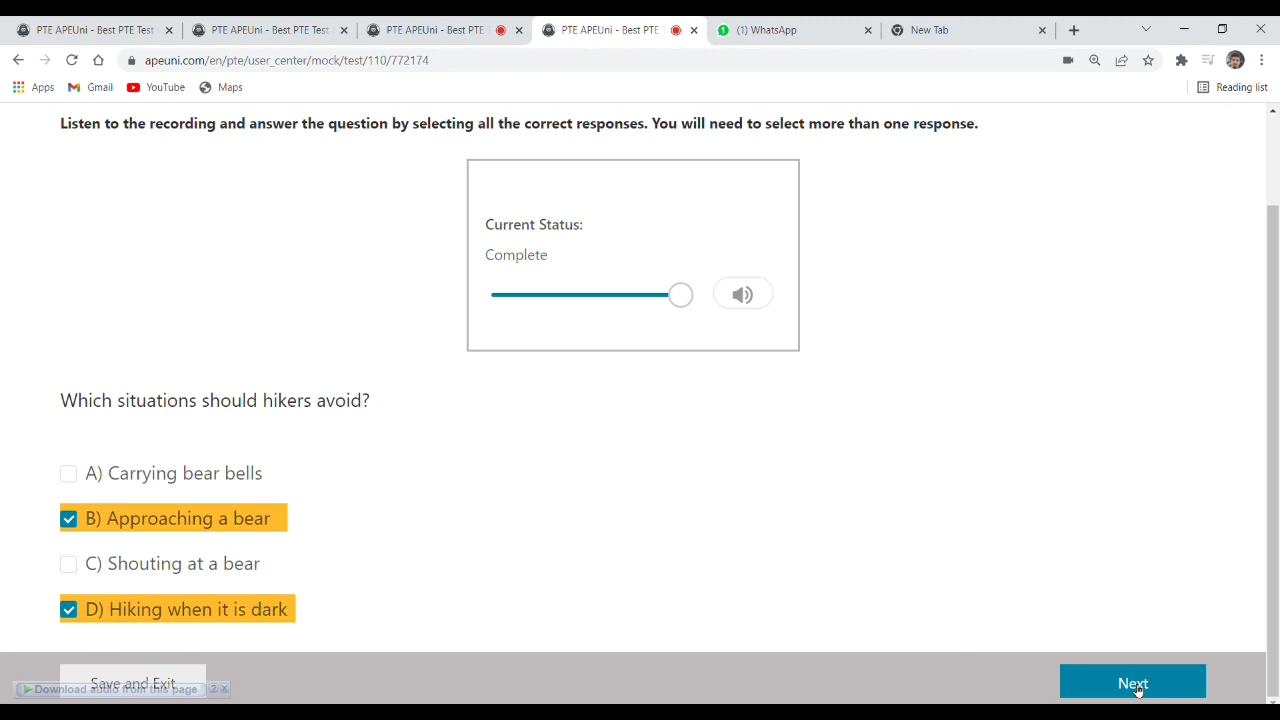 PTE APEUni - Best PTE Test
PTE APEUni - Best PTE Test
PTE APEUni - Best PTE
PTE APEUni - Best PTE
(1) WhatsApp
New Tab
apeuni.com/en/pte/user_center/mock/test/110/772174
Apps
Gmail
YouTube
Maps
Reading list
Listen to the recording and answer the question by selecting all the correct responses. You will need to select more than one response.
Current Status:
Complete
Which situations should hikers avoid?
A) Carrying bear bells
B) Approaching a bear
C) Shouting at a bear
D) Hiking when it is dark
Save and Exit
Download audio from this page
? X
Next